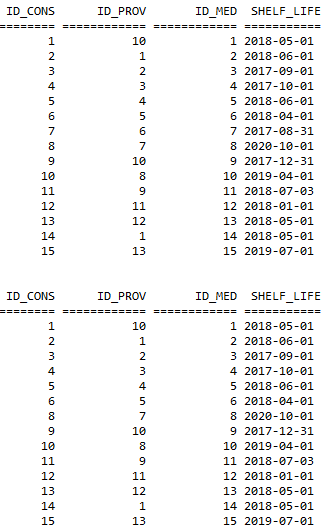 ID_CONS ID_PROV ID_MED SHELF_LIFE
======== ============ ============ ===========
1 10 1 2018-05-01
2 1 2 2018-06-01
3 2 3 2017-09-01
4 3 4 2017-10-01
5 4 5 2018-06-01
6 5 6 2018-04-01
7 6 7 2017-08-31
8 7 8 2020-10-01
9 10 9 2017-12-31
10 8 10 2019-04-01
11 9 11 2018-07-03
12 11 12 2018-01-01
13 12 13 2018-05-01
14 1 14 2018-05-01
15 13 15 2019-07-01
ID_CONS ID_PROV ID_MED SHELF_LIFE
======== ============ ============ ===========
1 10 1 2018-05-01
2 1 2 2018-06-01
3 2 3 2017-09-01
4 3 4 2017-10-01
5 4 5 2018-06-01
6 5 6 2018-04-01
8 7 8 2020-10-01
9 10 9 2017-12-31
10 8 10 2019-04-01
11 9 11 2018-07-03
12 11 12 2018-01-01
13 12 13 2018-05-01
14 1 14 2018-05-01
15 13 15 2019-07-01